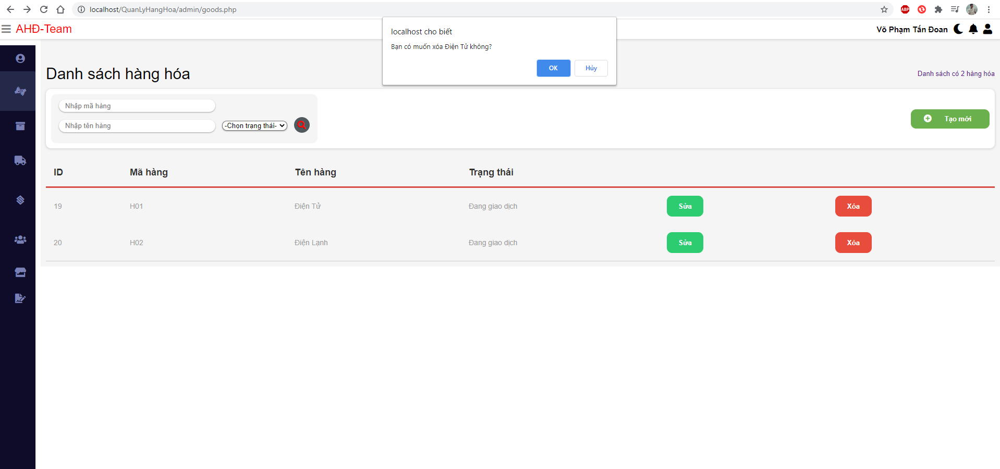 localhost/QuanLyHangHoa/admin/goods.php
ABP
AHĐ-Team
Võ Phạm Tấn Đoan
localhost cho biết
Bạn có muốn xóa Điện Tử không?
OK
Hủy
Danh sách hàng hóa
Danh sách có 2 hàng hóa
Nhập mã hàng
Nhập tên hàng
-Chọn trạng thái-
Tạo mới
ID Mã hàng Tên hàng Trạng thái
19 H01 Điện Tử Đang giao dịch Sửa Xóa
20 H02 Điện Lạnh Đang giao dịch Sửa Xóa